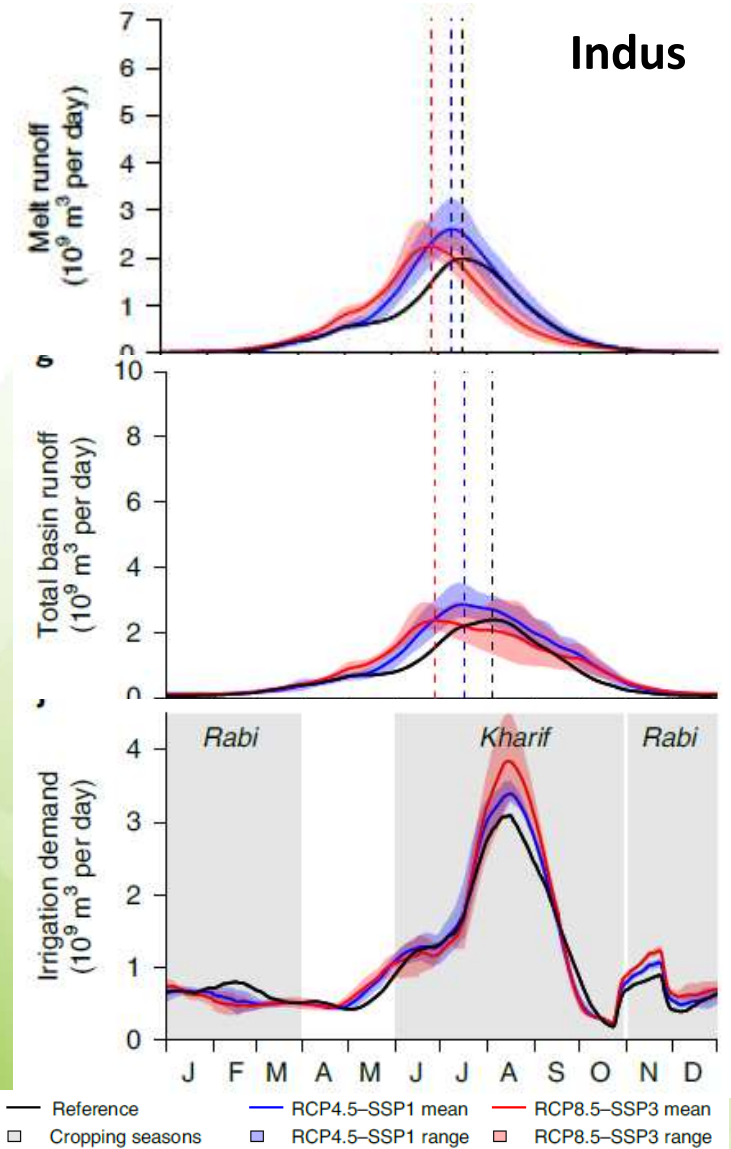 Indus
Melt runoff
(10⁹ m³ per day)
7
6
5
4
3
2
1
0
Total basin runoff
(10⁹ m³ per day)
10
8
6
4
2
0
Irrigation demand
(10⁹ m³ per day)
Rabi Kharif Rabi
4
3
2
1
0
J F M A M J J A S O N D
Reference RCP4.5–SSP1 mean RCP8.5–SSP3 mean
Cropping seasons RCP4.5–SSP1 range RCP8.5–SSP3 range